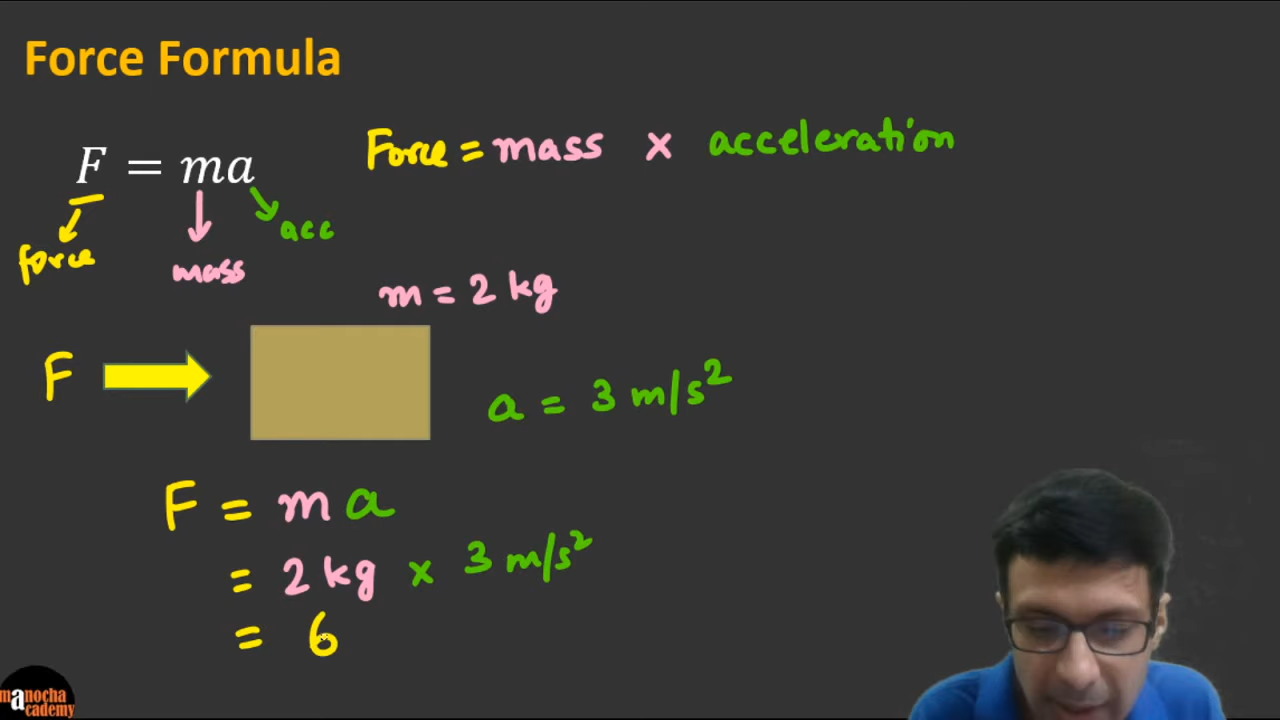 Force Formula
F = ma
Force = mass x acceleration
force
mass
acc
m = 2 kg
F
a = 3 m/s²
F = m a
= 2 kg x 3 m/s²
= 6
manocha
academy